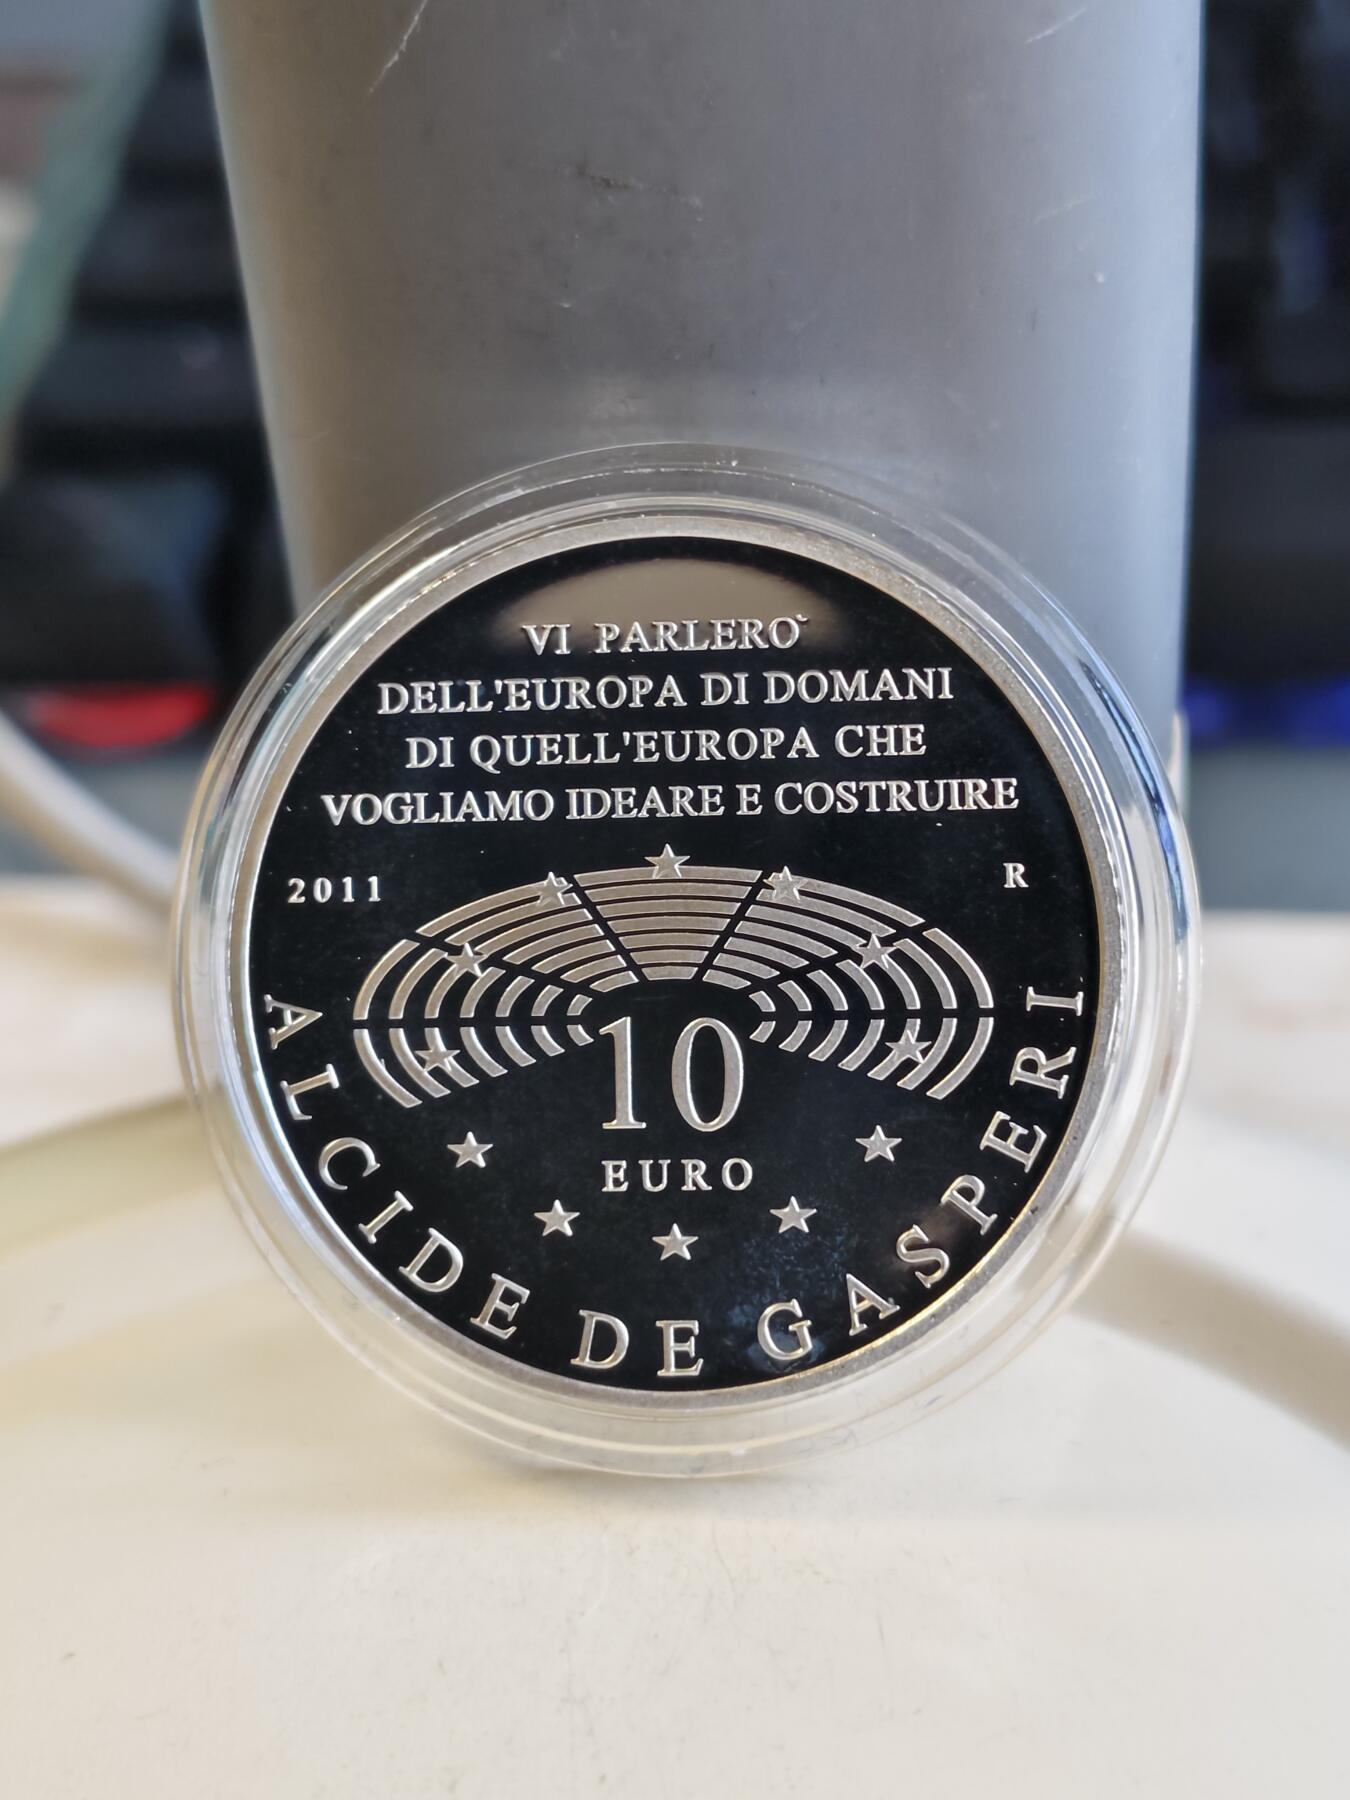 VI PARLERO`
DELL'EUROPA DI DOMANI
DI QUELL'EUROPA CHE
VOGLIAMO IDEARE E COSTRUIRE
2011
R
10
EURO
ALCIDE DE GASPERI